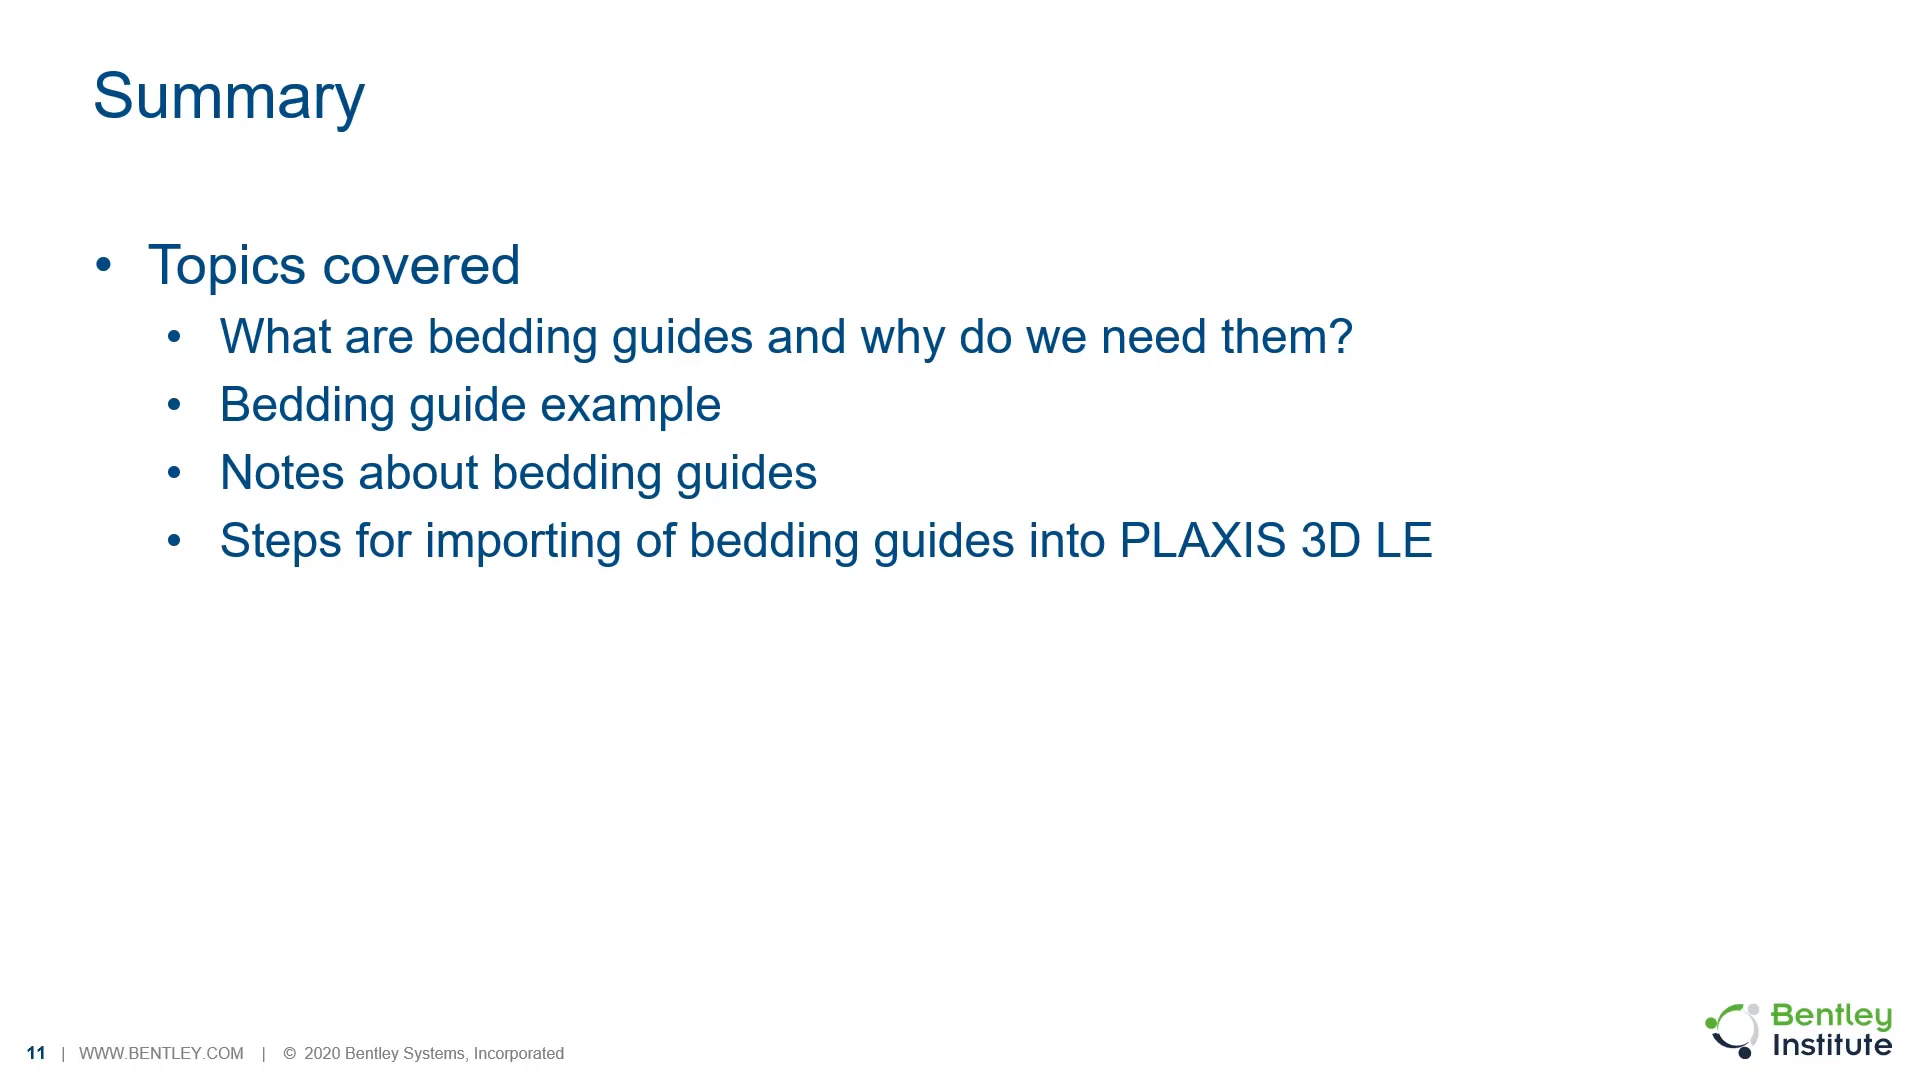 Summary
• Topics covered
• What are bedding guides and why do we need them?
• Bedding guide example
• Notes about bedding guides
• Steps for importing of bedding guides into PLAXIS 3D LE
11 | WWW.BENTLEY.COM | © 2020 Bentley Systems, Incorporated
Bentley
Institute